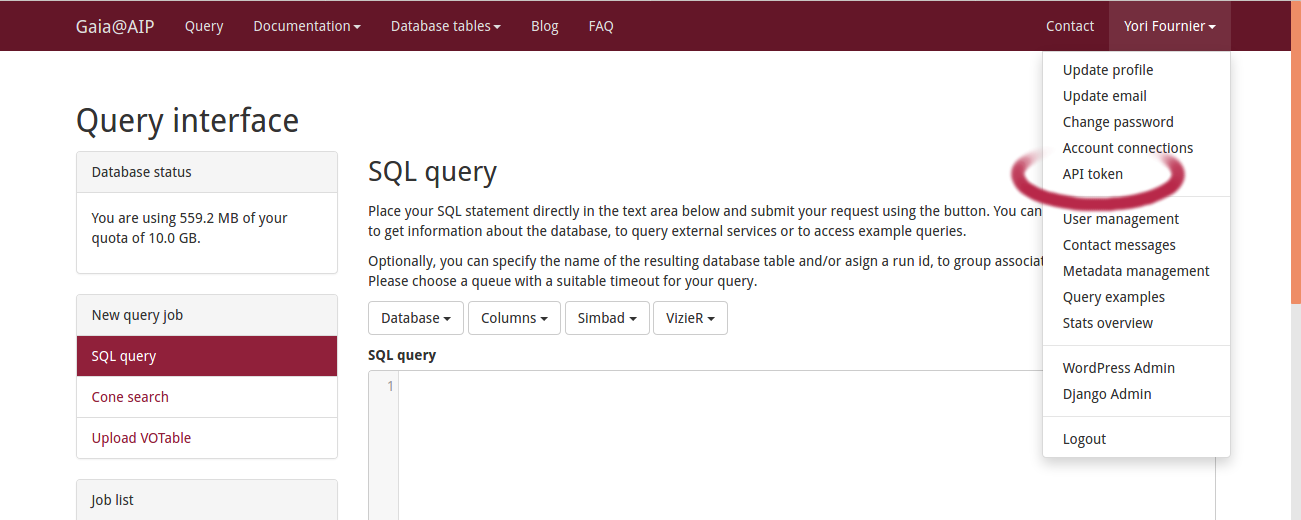 Gaia@AIP Query Documentation Database tables Blog FAQ Contact Yori Fournier
Update profile
Update email
Change password
Account connections
API token
User management
Contact messages
Metadata management
Query examples
Stats overview
WordPress Admin
Django Admin
Logout
Query interface
Database status
You are using 559.2 MB of your
quota of 10.0 GB.
New query job
SQL query
Cone search
Upload VOTable
Job list
SQL query
Place your SQL statement directly in the text area below and submit your request using the button. You can
to get information about the database, to query external services or to access example queries.
Optionally, you can specify the name of the resulting database table and/or asign a run id, to group
Please choose a queue with a suitable timeout for your query.
Database Columns Simbad VizieR
SQL query
1